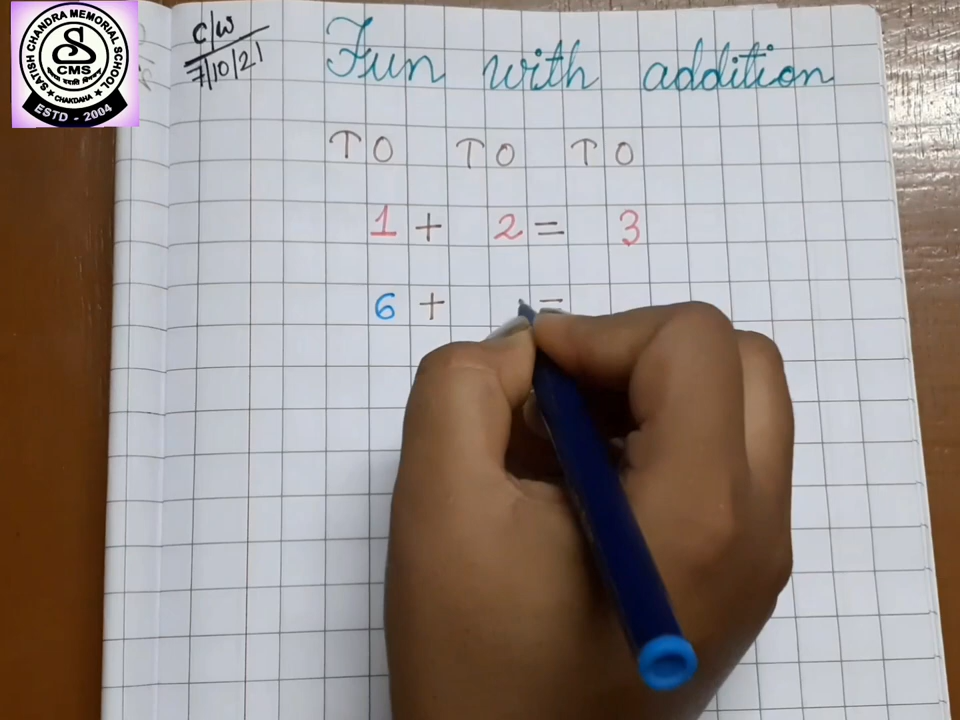 SATISH CHANDRA MEMORIAL SCHOOL
CMS
CHAKDAHA
ESTD - 2004
C/W
7/10/21
Fun with addition
T O T O T O
1 + 2 = 3
6 + =